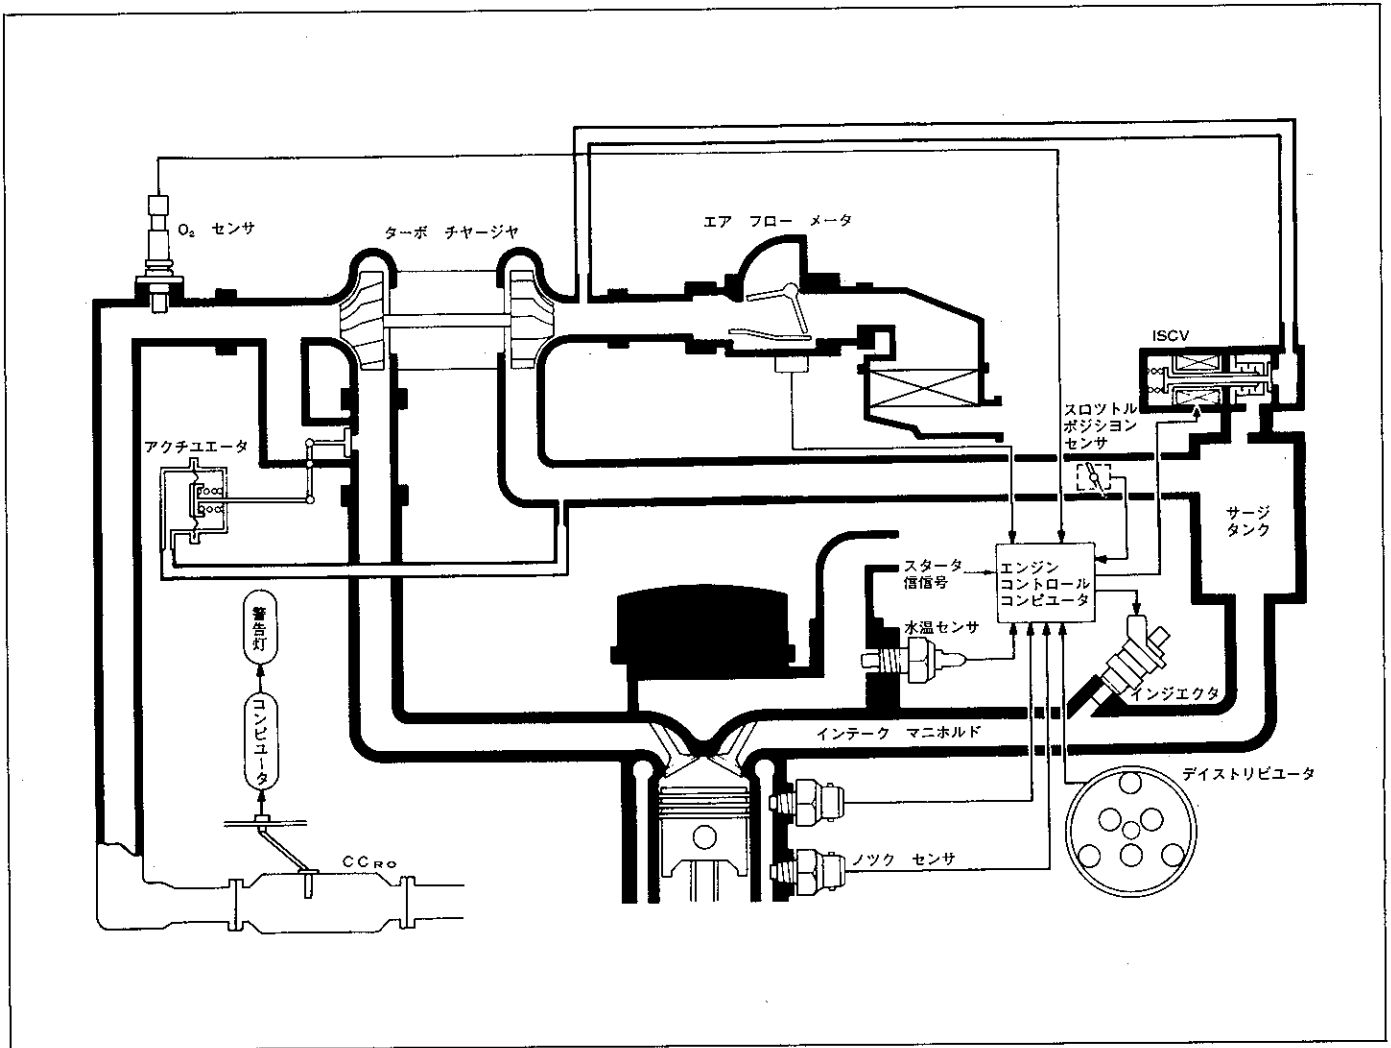 O₂ センサ
ターボ チヤージヤ
エア フロー メータ
ISCV
スロツトル
ポジシヨン
センサ
アクチユエータ
サージ
タンク
スタータ
信信号
エンジン
コントロール
コンピユータ
水温センサ
警告灯
コンピユータ
インジエクタ
インテーク マニホルド
デイストリビユータ
ノツク センサ
CCRO